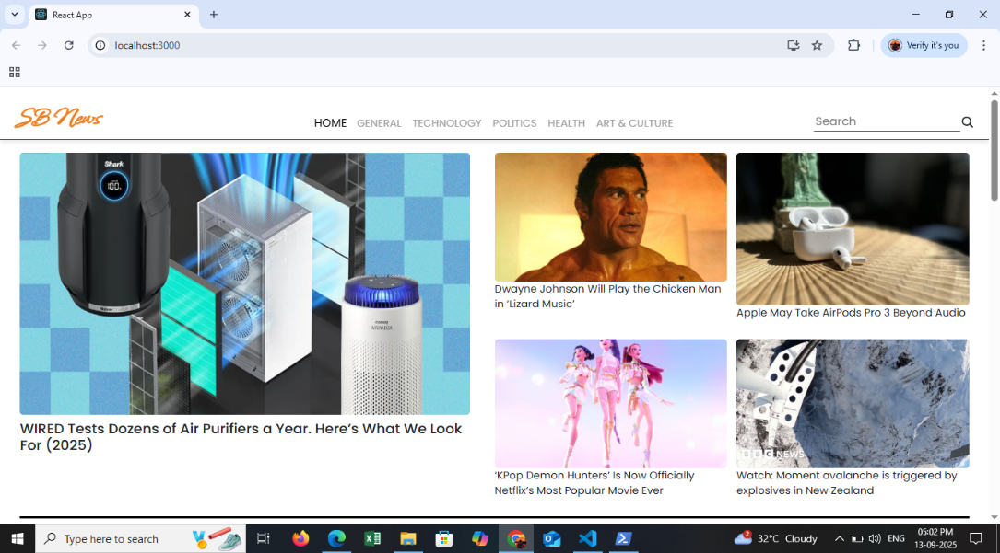 React App
localhost:3000
Verify it's you
SB News
HOME GENERAL TECHNOLOGY POLITICS HEALTH ART & CULTURE
Search
Shark
100.
WIRED Tests Dozens of Air Purifiers a Year. Here’s What We Look
For (2025)
Dwayne Johnson Will Play the Chicken Man
in ‘Lizard Music’
Apple May Take AirPods Pro 3 Beyond Audio
‘KPop Demon Hunters’ Is Now Officially
Netflix’s Most Popular Movie Ever
BBC NEWS
Watch: Moment avalanche is triggered by
explosives in New Zealand
Type here to search
2
32°C Cloudy
ENG
05:02 PM
13-09-2025